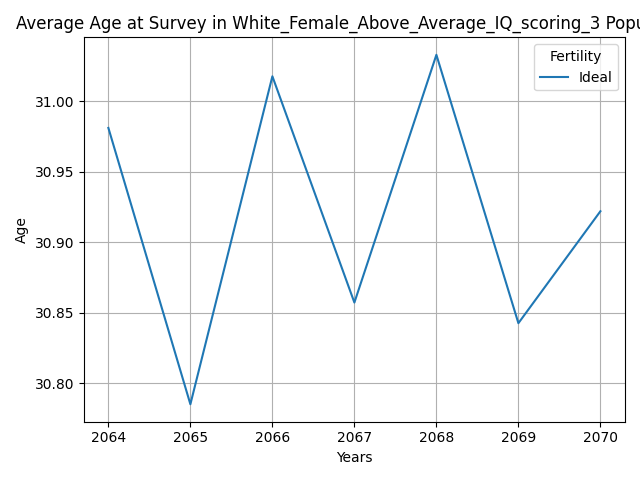 Average Age at Survey in White_Female_Above_Average_IQ_scoring_3 Popu
Fertility
Ideal
31.00
30.95
30.90
30.85
30.80
Age
2064 2065 2066 2067 2068 2069 2070
Years